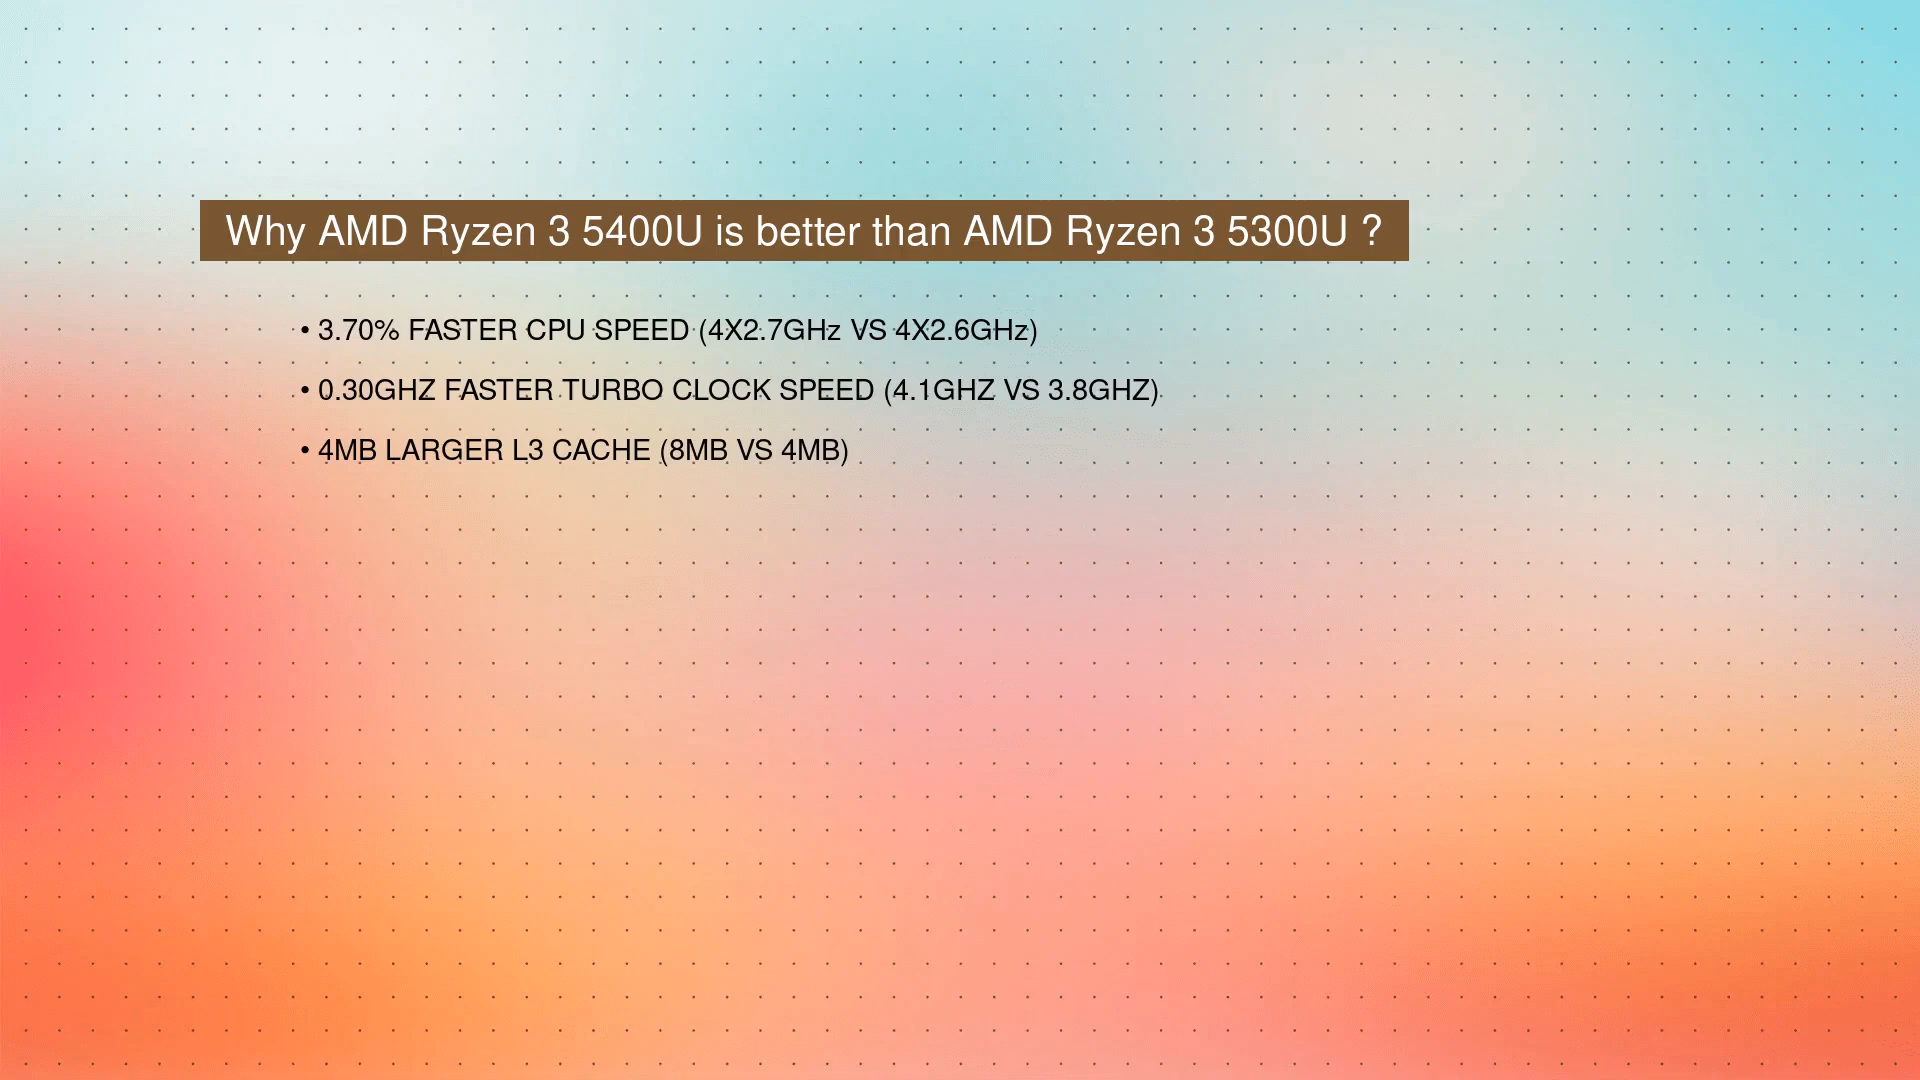 Why AMD Ryzen 3 5400U is better than AMD Ryzen 3 5300U ?
• 3.70% FASTER CPU SPEED (4X2.7GHz VS 4X2.6GHz)
• 0.30GHZ FASTER TURBO CLOCK SPEED (4.1GHZ VS 3.8GHZ)
• 4MB LARGER L3 CACHE (8MB VS 4MB)